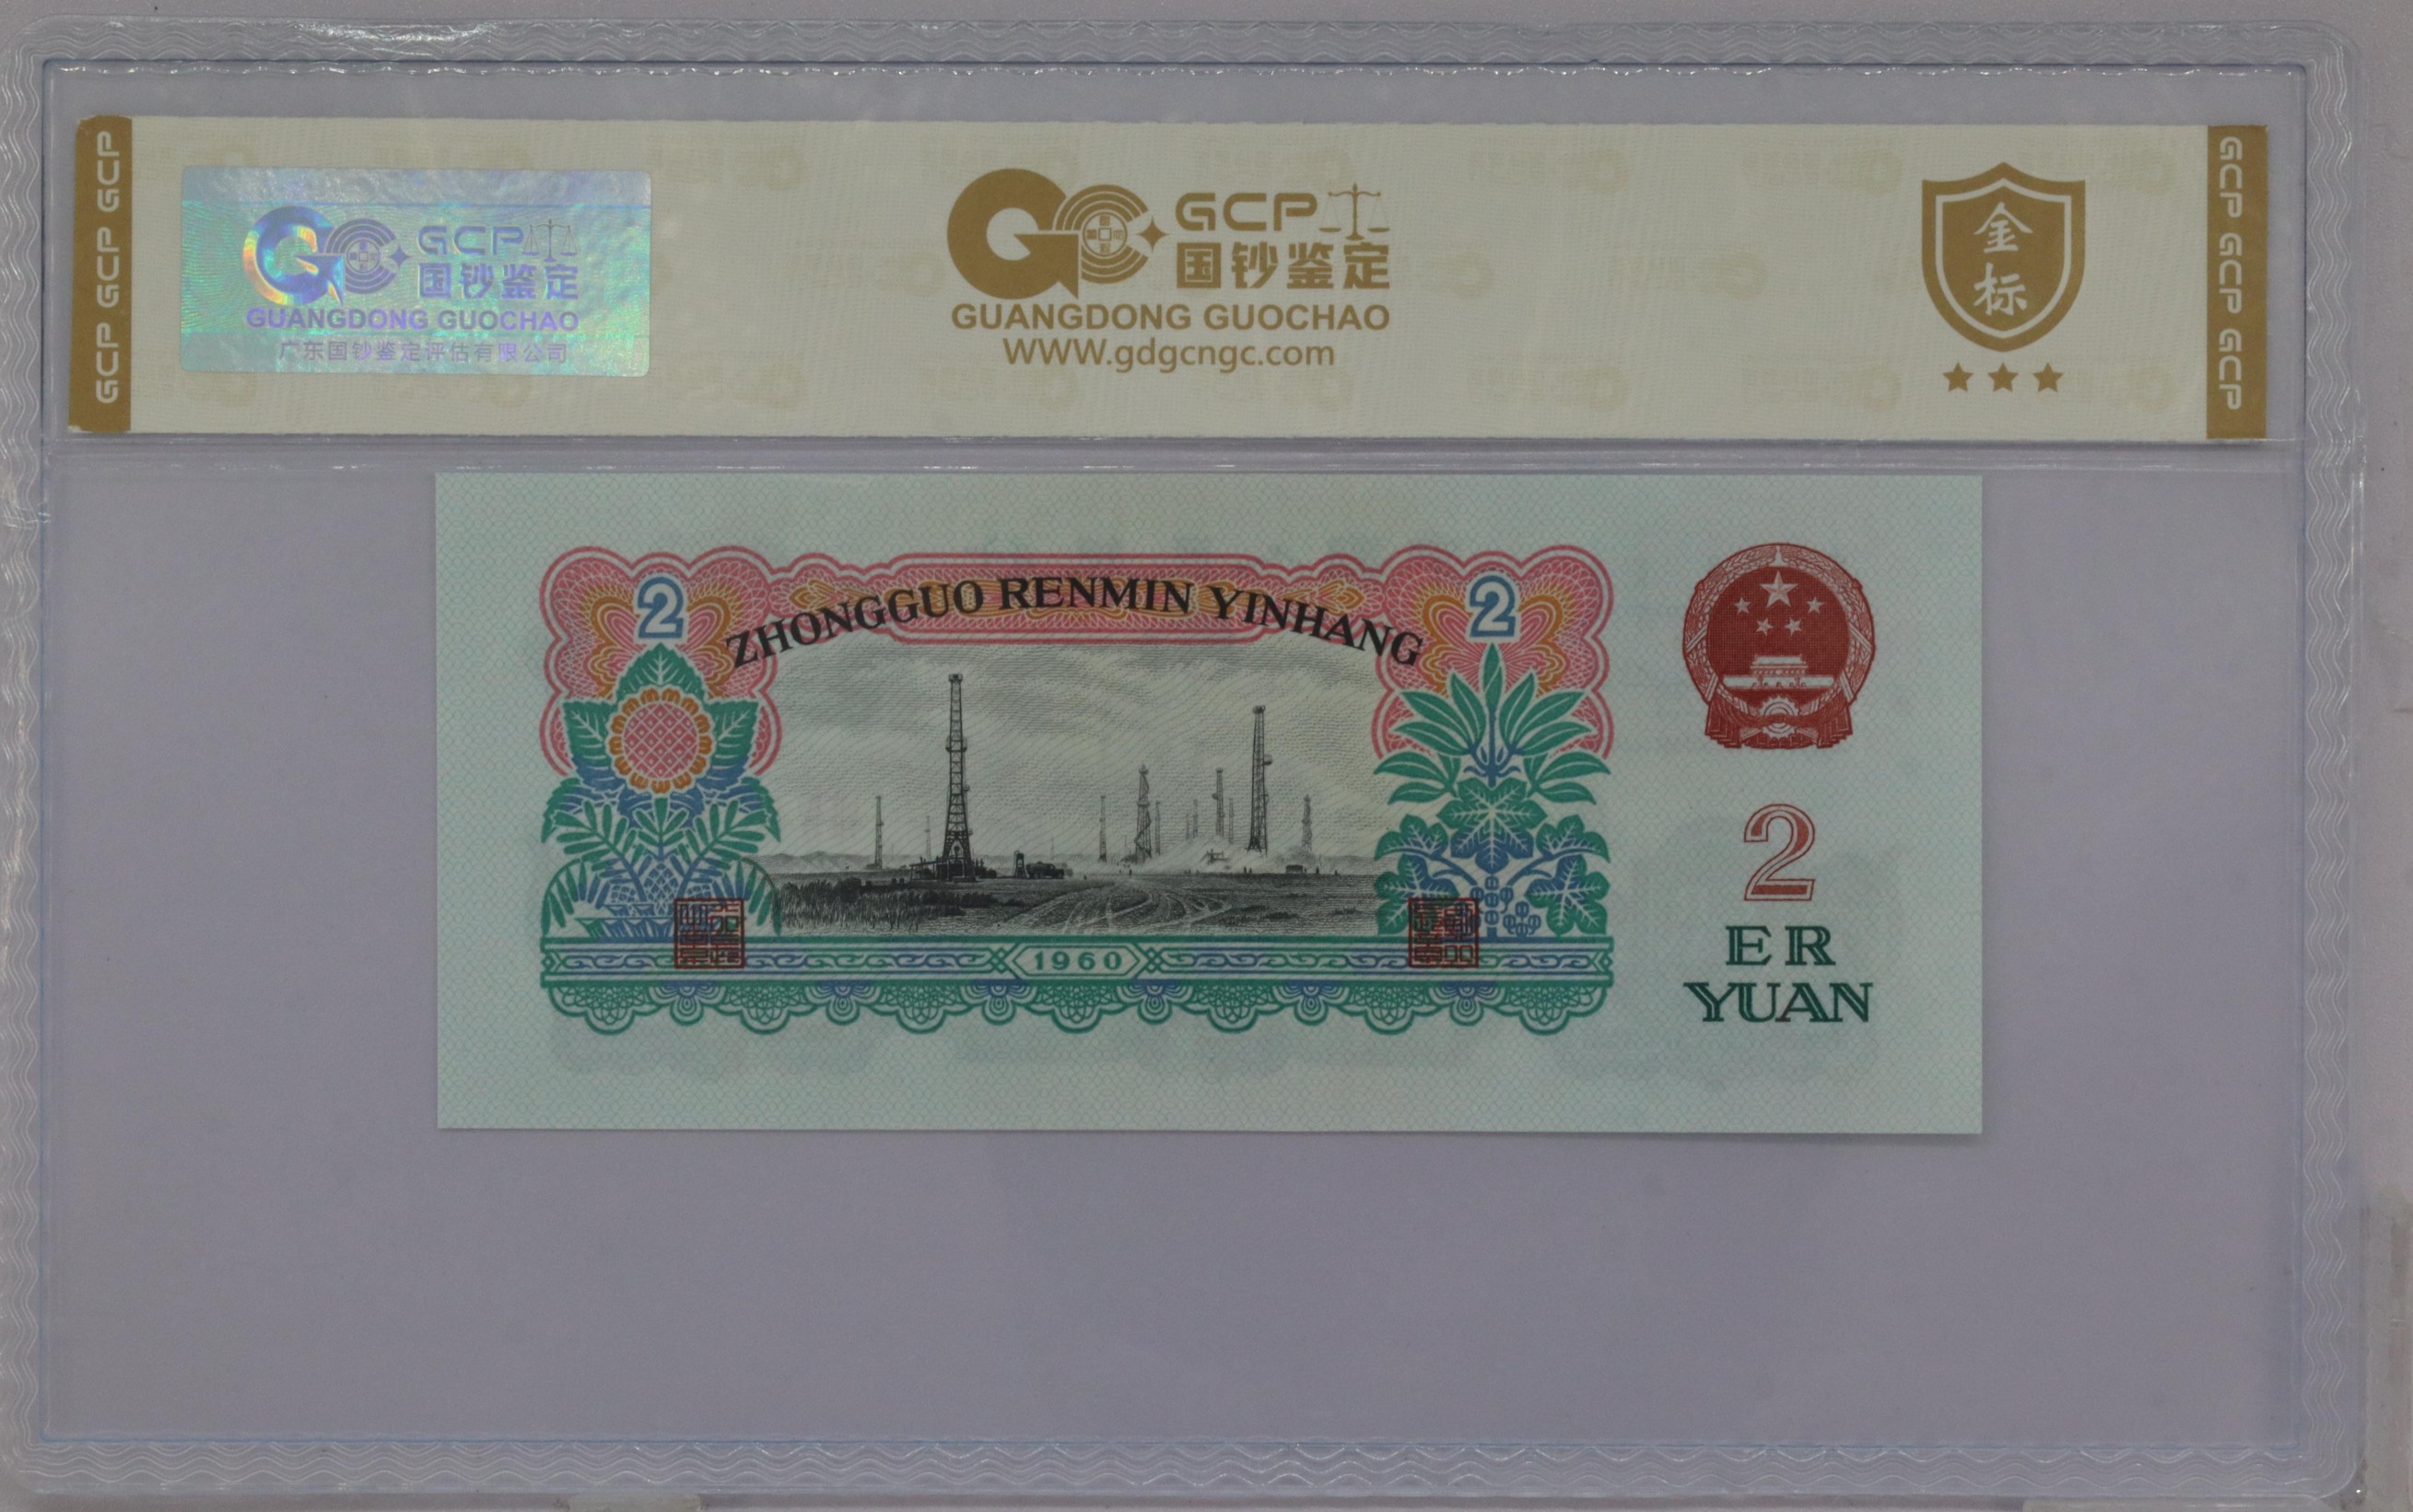 GCP GCP GCP
GCP
国钞鉴定
GUANGDONG GUOCHAO
广东国钞鉴定评估有限公司
GCP
国钞鉴定
GUANGDONG GUOCHAO
WWW.gdgcngc.com
金
标
GCP GCP GCP
2
ZHONGGUO RENMIN YINHANG
2
1960
2
ER
YUAN